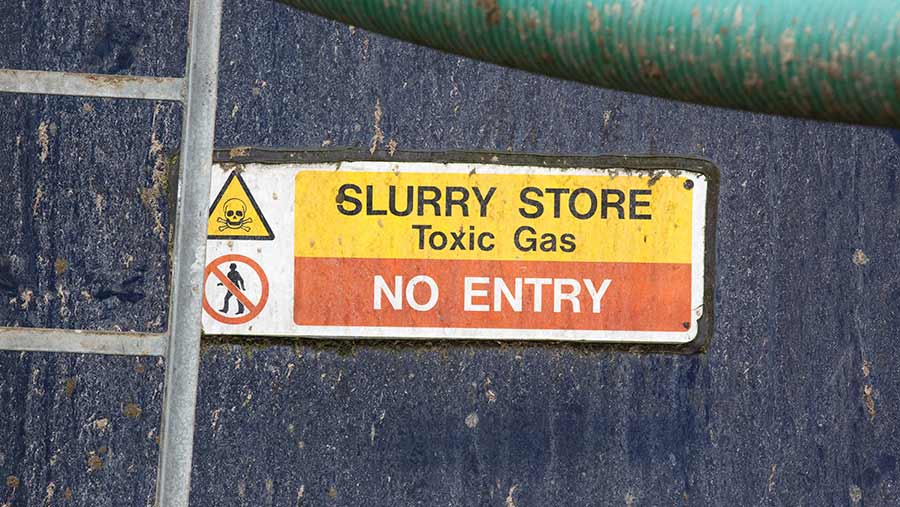 SLURRY STORE
Toxic Gas
NO ENTRY